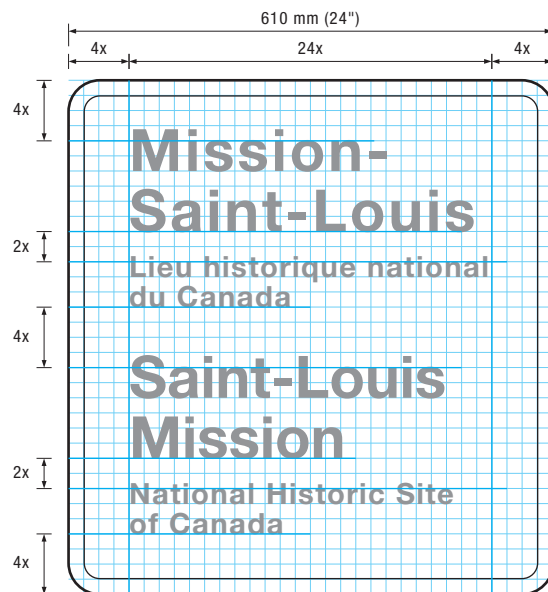 610 mm (24")
4x 24x 4x
4x
Mission-
Saint-Louis
2x
Lieu historique national
du Canada
4x
Saint-Louis
Mission
2x
National Historic Site
of Canada
4x